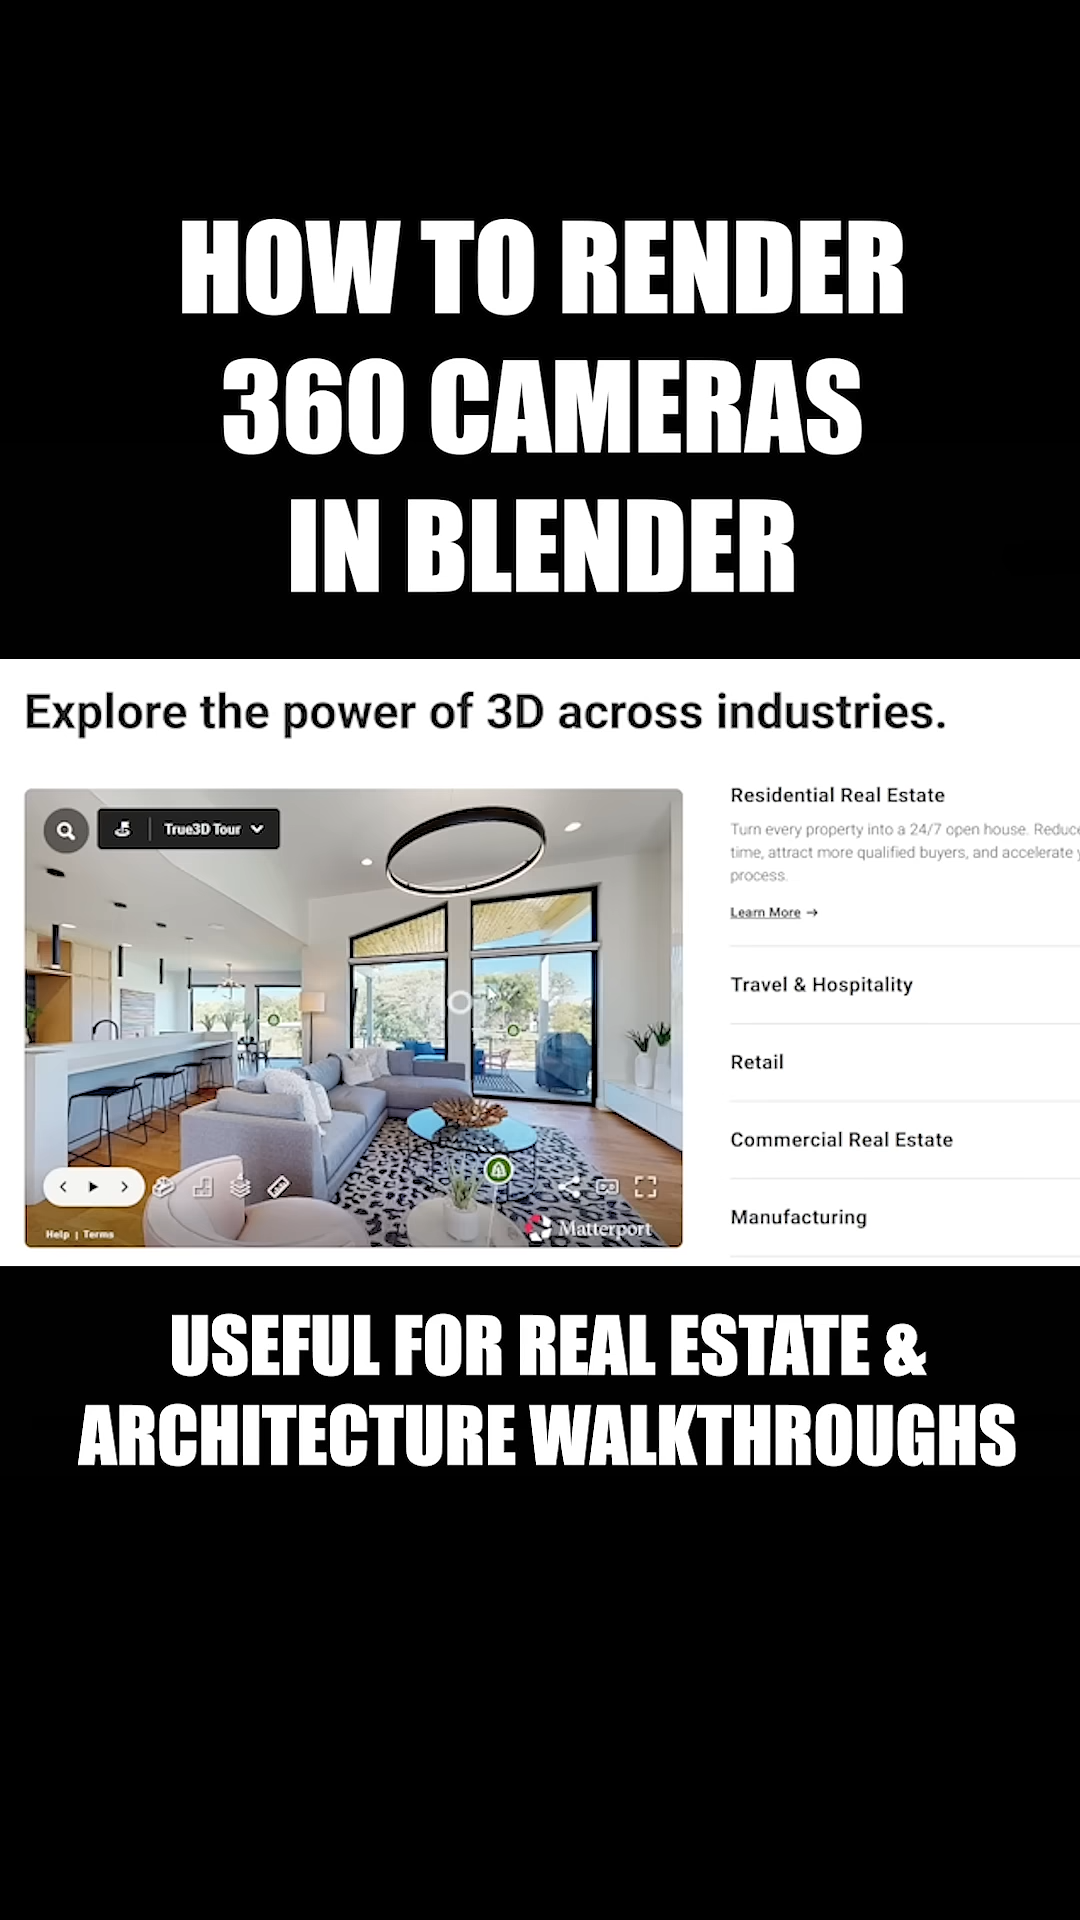 HOW TO RENDER
360 CAMERAS
IN BLENDER
Explore the power of 3D across industries.
True3D Tour
Help | Terms
Matterport
Residential Real Estate
Turn every property into a 24/7 open house. Reduce
time, attract more qualified buyers, and accelerate
process.
Learn More →
Travel & Hospitality
Retail
Commercial Real Estate
Manufacturing
USEFUL FOR REAL ESTATE &
ARCHITECTURE WALKTHROUGHS